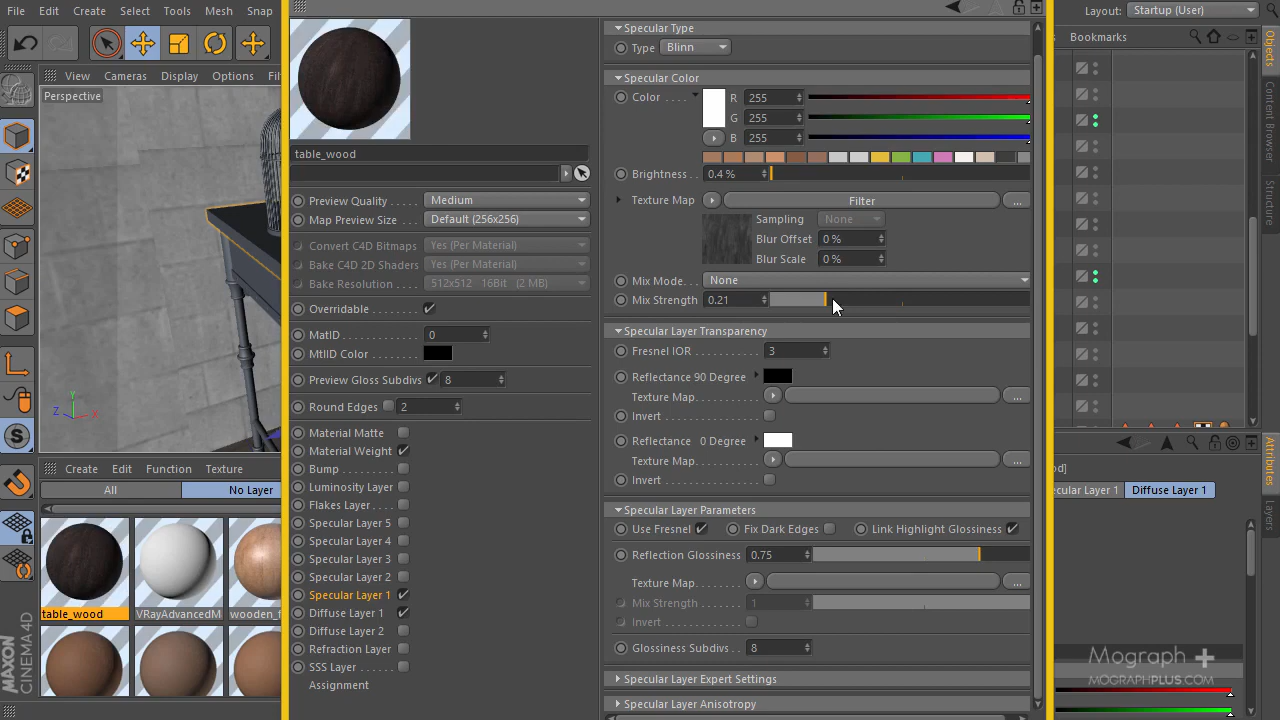 File Edit Create Select Tools Mesh Snap
Layout: Startup (User)
Bookmarks
View Cameras Display Options
Perspective
Y
Z X
Create Edit Function Texture
All No Layer
table_wood VRayAdvancedM wooden_f
MAXON
CINEMA 4D
table_wood
Preview Quality Medium
Map Preview Size Default (256x256)
Convert C4D Bitmaps Yes (Per Material)
Bake C4D 2D Shaders Yes (Per Material)
Bake Resolution 512x512 16Bit (2 MB)
Overridable
MatID 0
MtlID Color
Preview Gloss Subdivs 8
Round Edges 2
Material Matte
Material Weight
Bump
Luminosity Layer
Flakes Layer
Specular Layer 5
Specular Layer 4
Specular Layer 3
Specular Layer 2
Specular Layer 1
Diffuse Layer 1
Diffuse Layer 2
Refraction Layer
SSS Layer
Assignment
Specular Type
Type Blinn
Specular Color
Color R 255
G 255
B 255
Brightness 0.4 %
Texture Map Filter ...
Sampling None
Blur Offset 0 %
Blur Scale 0 %
Mix Mode None
Mix Strength 0.21
Specular Layer Transparency
Fresnel IOR 3
Reflectance 90 Degree
Texture Map ...
Invert
Reflectance 0 Degree
Texture Map ...
Invert
Specular Layer Parameters
Use Fresnel Fix Dark Edges Link Highlight Glossiness
Reflection Glossiness 0.75
Texture Map ...
Mix Strength 1
Invert
Glossiness Subdivs 8
Specular Layer Expert Settings
Specular Layer Anisotropy
Objects
Content Browser
Structure
Attributes
Layers
d]
ecular Layer 1 Diffuse Layer 1
Mograph +
MOGRAPHPLUS.COM